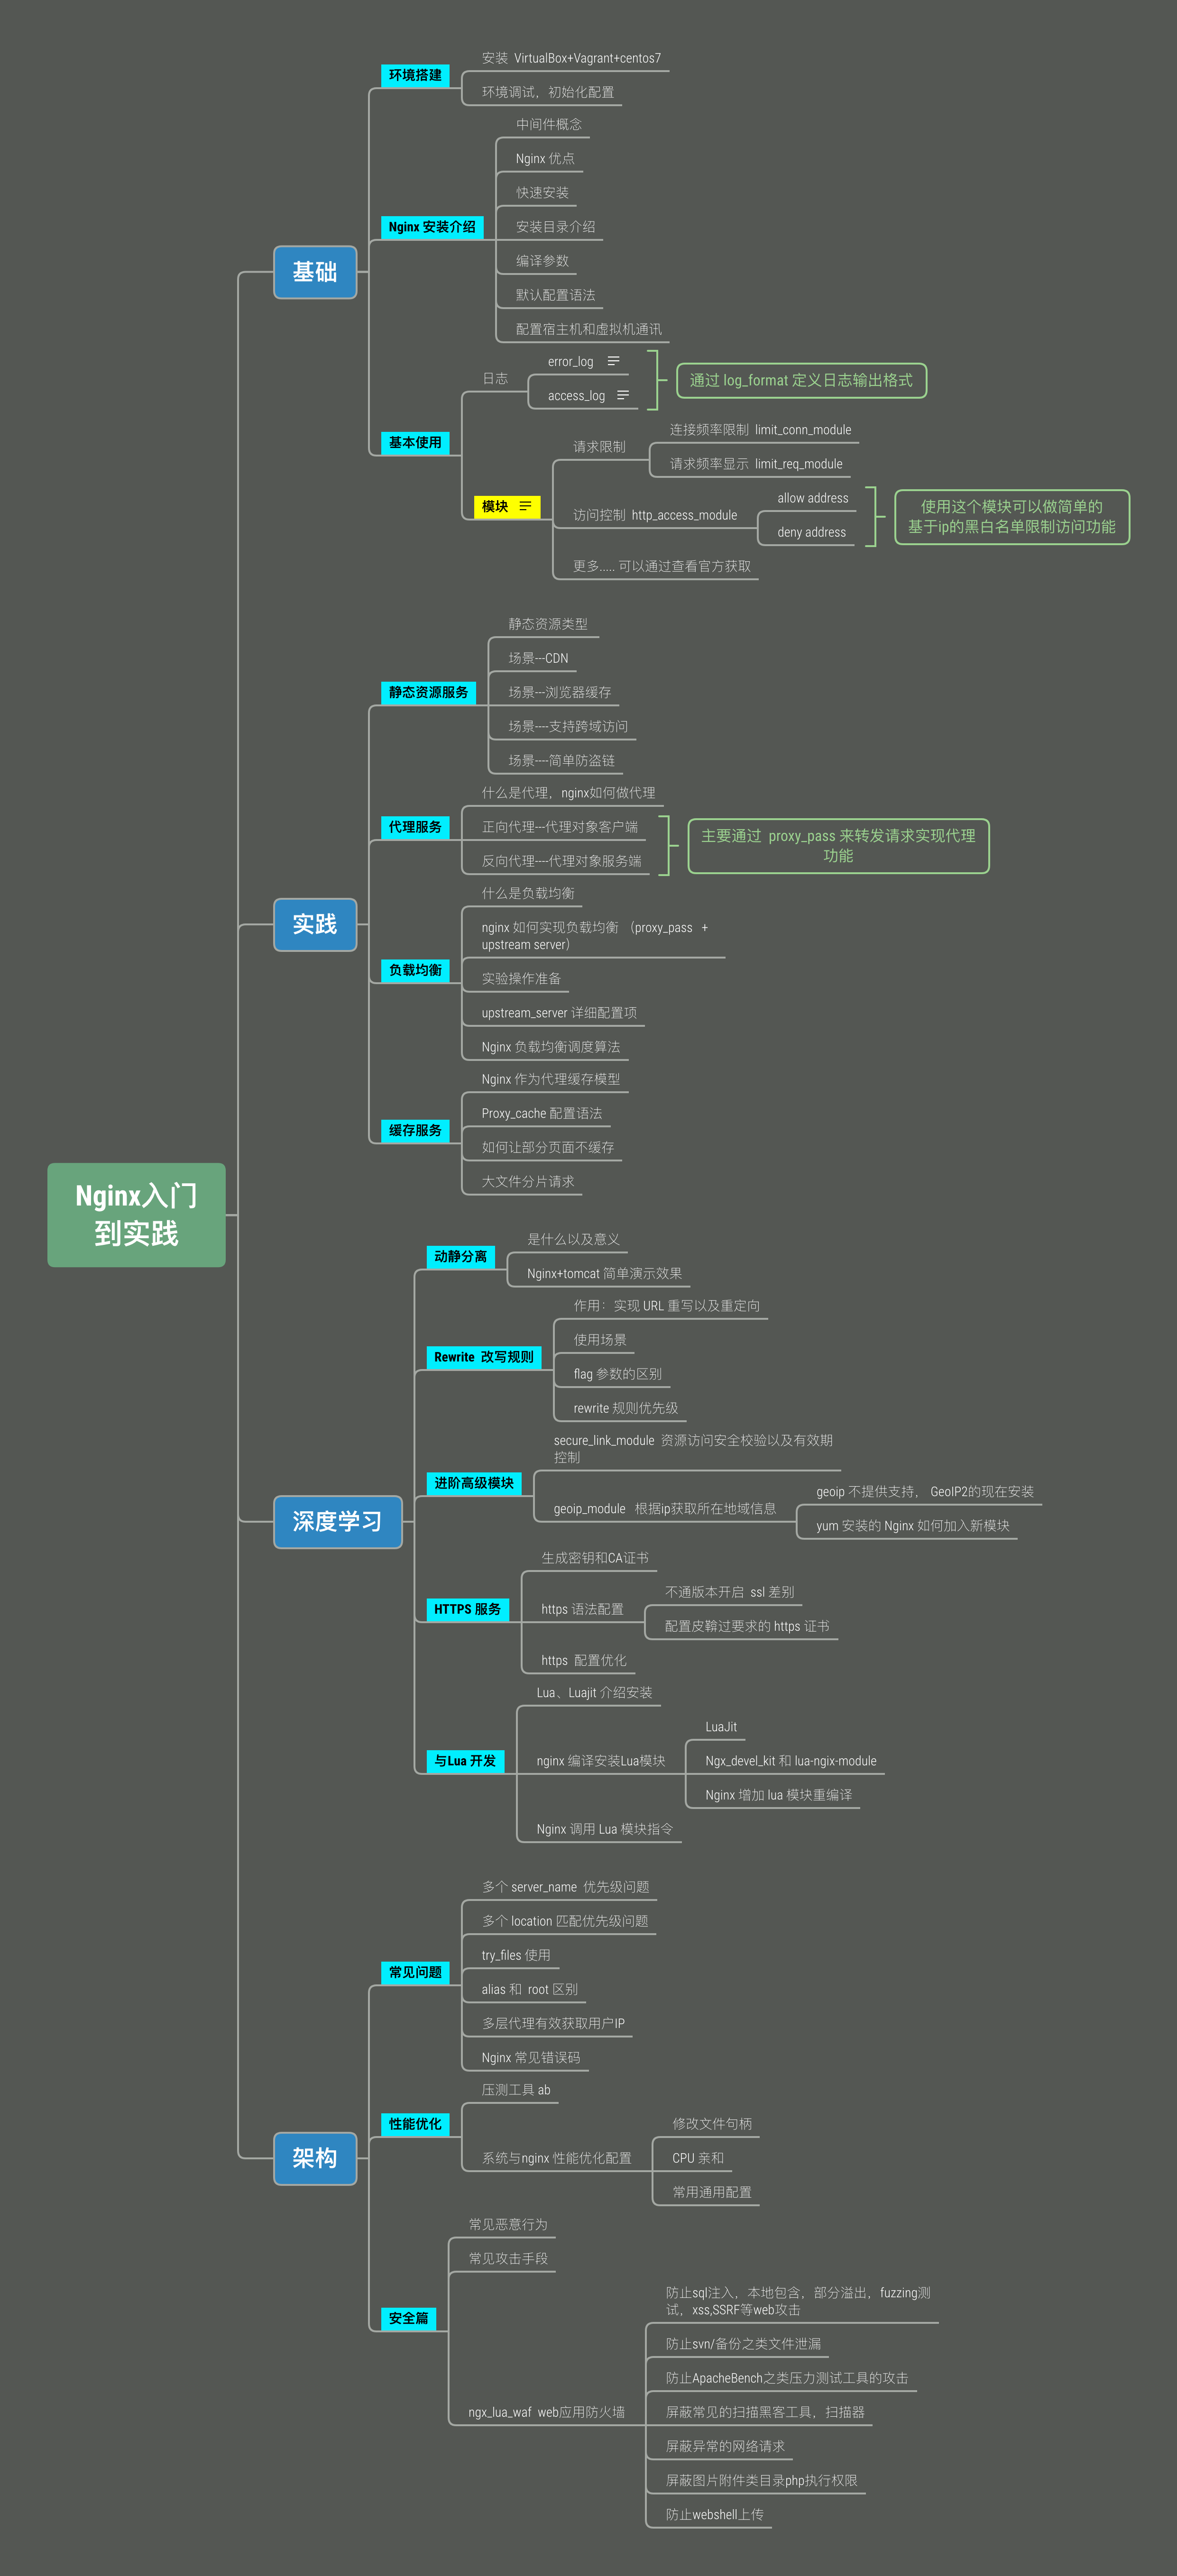 Nginx入门
到实践
基础
环境搭建
安装 VirtualBox+Vagrant+centos7
环境调试，初始化配置
Nginx 安装介绍
中间件概念
Nginx 优点
快速安装
安装目录介绍
编译参数
默认配置语法
配置宿主机和虚拟机通讯
基本使用
日志
error_log
access_log
通过 log_format 定义日志输出格式
模块
请求限制
连接频率限制 limit_conn_module
请求频率显示 limit_req_module
访问控制 http_access_module
allow address
deny address
使用这个模块可以做简单的
基于ip的黑白名单限制访问功能
更多..... 可以通过查看官方获取
实践
静态资源服务
静态资源类型
场景---CDN
场景---浏览器缓存
场景----支持跨域访问
场景----简单防盗链
代理服务
什么是代理，nginx如何做代理
正向代理---代理对象客户端
反向代理----代理对象服务端
主要通过 proxy_pass 来转发请求实现代理
功能
负载均衡
什么是负载均衡
nginx 如何实现负载均衡 （proxy_pass +
upstream server）
实验操作准备
upstream_server 详细配置项
Nginx 负载均衡调度算法
缓存服务
Nginx 作为代理缓存模型
Proxy_cache 配置语法
如何让部分页面不缓存
大文件分片请求
深度学习
动静分离
是什么以及意义
Nginx+tomcat 简单演示效果
Rewrite 改写规则
作用：实现 URL 重写以及重定向
使用场景
flag 参数的区别
rewrite 规则优先级
进阶高级模块
secure_link_module 资源访问安全校验以及有效期
控制
geoip_module 根据ip获取所在地域信息
geoip 不提供支持， GeoIP2的现在安装
yum 安装的 Nginx 如何加入新模块
HTTPS 服务
生成密钥和CA证书
https 语法配置
不通版本开启 ssl 差别
配置皮鞥过要求的 https 证书
https 配置优化
与Lua 开发
Lua、Luajit 介绍安装
nginx 编译安装Lua模块
LuaJit
Ngx_devel_kit 和 lua-ngix-module
Nginx 增加 lua 模块重编译
Nginx 调用 Lua 模块指令
架构
常见问题
多个 server_name 优先级问题
多个 location 匹配优先级问题
try_files 使用
alias 和 root 区别
多层代理有效获取用户IP
Nginx 常见错误码
性能优化
压测工具 ab
系统与nginx 性能优化配置
修改文件句柄
CPU 亲和
常用通用配置
安全篇
常见恶意行为
常见攻击手段
ngx_lua_waf web应用防火墙
防止sql注入，本地包含，部分溢出，fuzzing测
试，xss,SSRF等web攻击
防止svn/备份之类文件泄漏
防止ApacheBench之类压力测试工具的攻击
屏蔽常见的扫描黑客工具，扫描器
屏蔽异常的网络请求
屏蔽图片附件类目录php执行权限
防止webshell上传